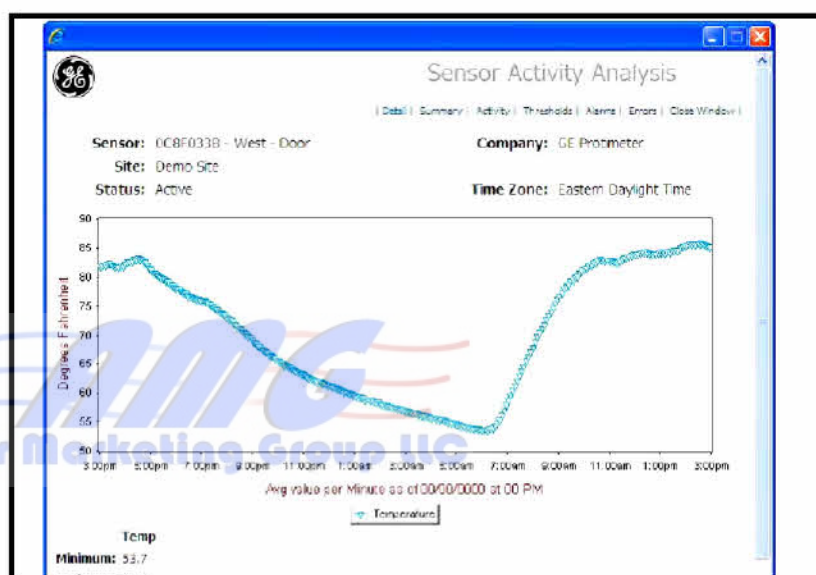 GE
Sensor Activity Analysis
| Detail | Summary | Activity | Thresholds | Alarms | Errors | Close Window |
Sensor: 0C8F033B - West - Door
Company: GE Protimeter
Site: Demo Site
Status: Active
Time Zone: Eastern Daylight Time
90
85
80
75
70
65
60
55
50
Degrees Fahrenheit
3:00pm 5:00pm 7:00pm 9:00pm 11:00pm 1:00am 3:00am 5:00am 7:00am 9:00am 11:00am 1:00pm 3:00pm
Avg value per Minute as of 00/00/0000 at 00 PM
Temperature
AMG
r Marketing Group LLC
Temp
Minimum: 53.7